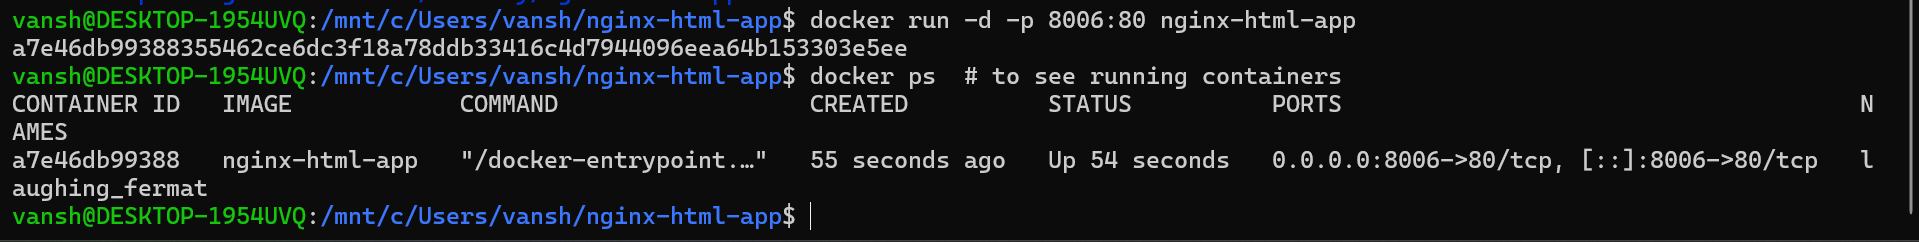 vansh@DESKTOP-1954UVQ:/mnt/c/Users/vansh/nginx-html-app$ docker run -d -p 8006:80 nginx-html-app
a7e46db99388355462ce6dc3f18a78ddb33416c4d7944096eea64b153303e5ee
vansh@DESKTOP-1954UVQ:/mnt/c/Users/vansh/nginx-html-app$ docker ps  # to see running containers
CONTAINER ID   IMAGE            COMMAND                  CREATED          STATUS          PORTS                                     N
AMES
a7e46db99388   nginx-html-app   "/docker-entrypoint.…"   55 seconds ago   Up 54 seconds   0.0.0.0:8006->80/tcp, [::]:8006->80/tcp   l
aughing_fermat
vansh@DESKTOP-1954UVQ:/mnt/c/Users/vansh/nginx-html-app$